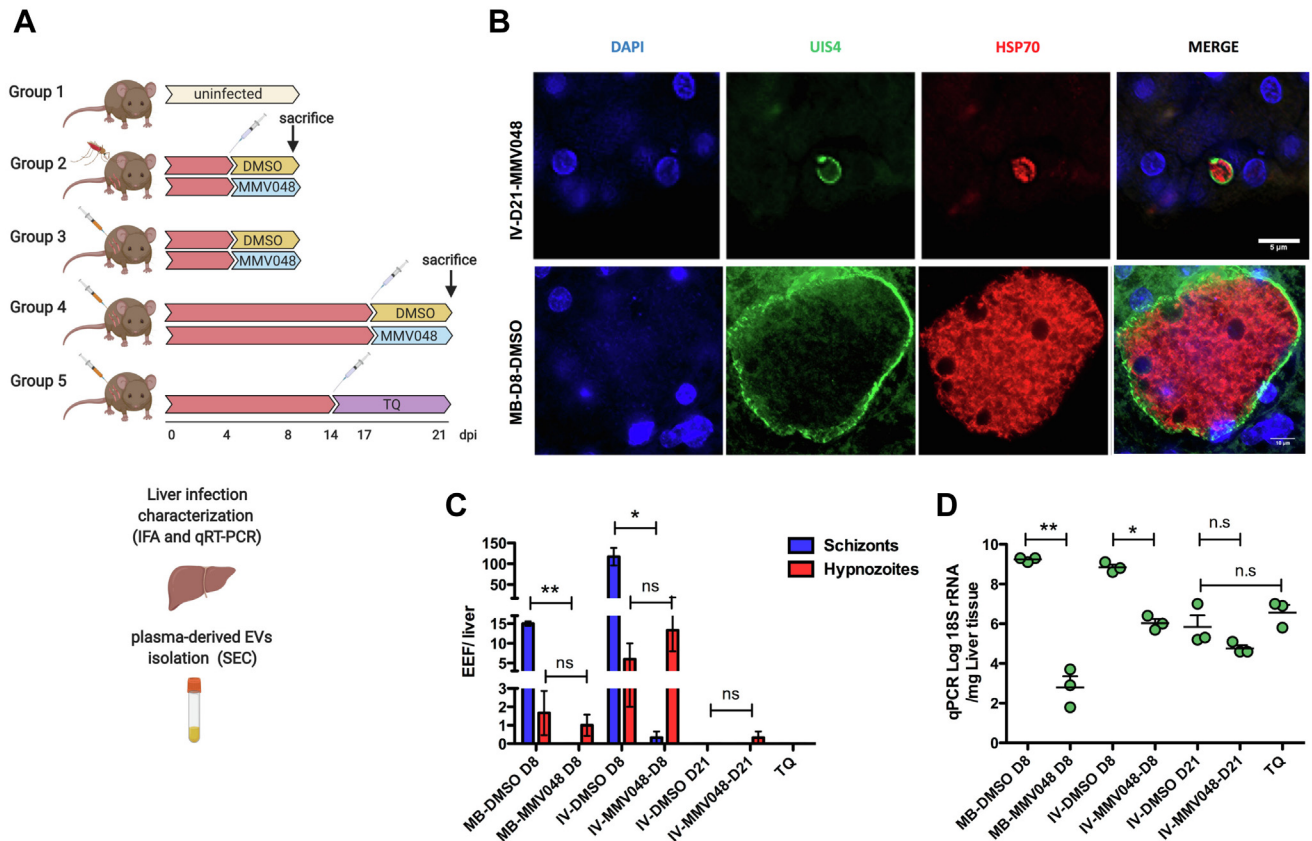 A
Group 1
uninfected
sacrifice
Group 2
DMSO
MMV048
Group 3
DMSO
MMV048
sacrifice
Group 4
DMSO
MMV048
Group 5
TQ
0 4 8 14 17 21 dpi
Liver infection
characterization
(IFA and qRT-PCR)
plasma-derived EVs
isolation (SEC)
B
DAPI UIS4 HSP70 MERGE
IV-D21-MMV048
5 µm
MB-D8-DMSO
10 µm
C
EEF/ liver
150
100
50
15
10
5
3
2
1
0
*
**
ns
ns
ns
Schizonts
Hypnozoites
MB-DMSO D8
MB-MMV048 D8
IV-DMSO D8
IV-MMV048-D8
IV-DMSO D21
IV-MMV048-D21
TQ
D
qPCR Log 18S rRNA
/mg Liver tissue
10
8
6
4
2
0
**
*
n.s
n.s
MB-DMSO D8
MB-MMV048 D8
IV-DMSO D8
IV-MMV048-D8
IV-DMSO D21
IV-MMV048-D21
TQ